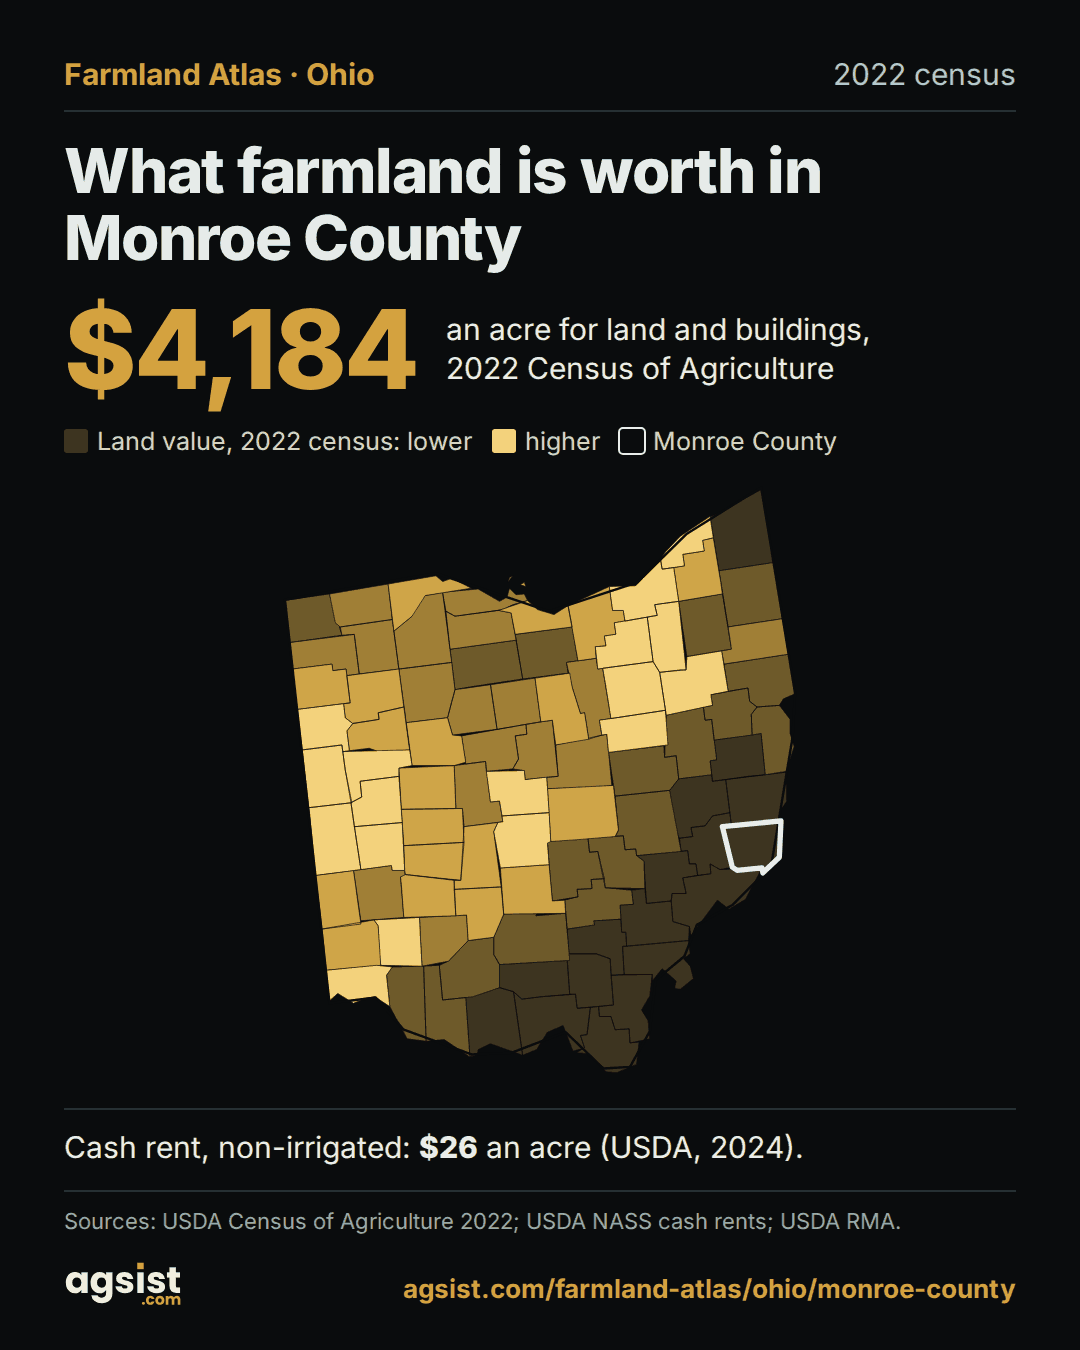 Farmland Atlas · Ohio
2022 census
What farmland is worth in
Monroe County
$4,184
an acre for land and buildings,
2022 Census of Agriculture
Land value, 2022 census: lower
higher
Monroe County
Cash rent, non-irrigated: $26 an acre (USDA, 2024).
Sources: USDA Census of Agriculture 2022; USDA NASS cash rents; USDA RMA.
agsist
.com
agsist.com/farmland-atlas/ohio/monroe-county